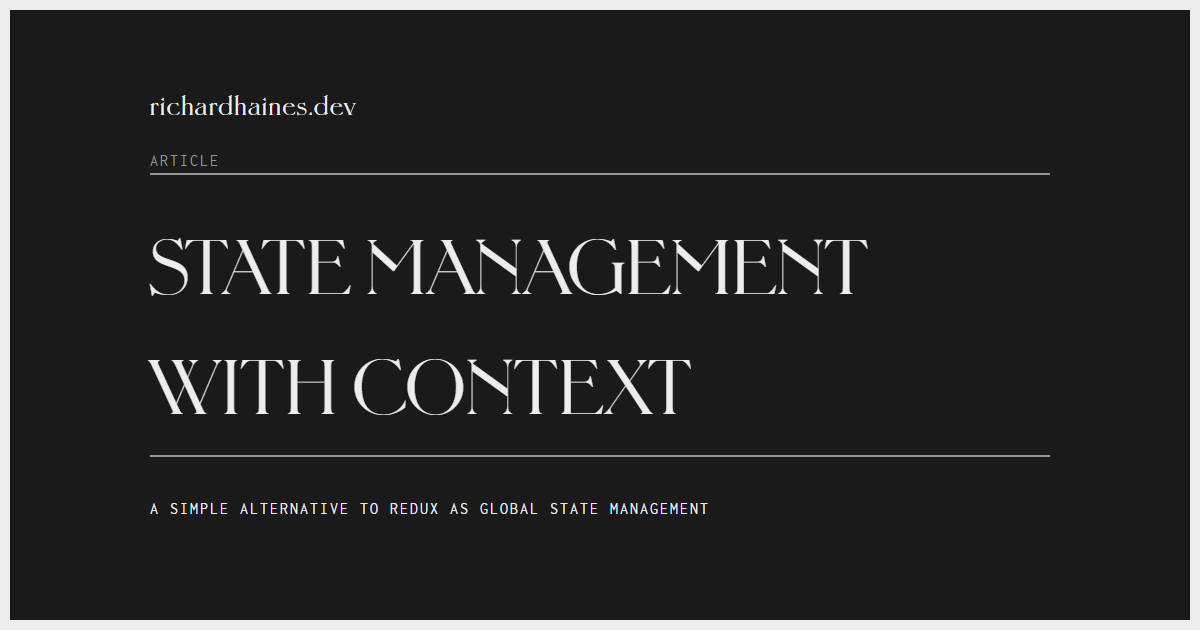 richardhaines.dev
ARTICLE
STATE MANAGEMENT
WITH CONTEXT
A SIMPLE ALTERNATIVE TO REDUX AS GLOBAL STATE MANAGEMENT